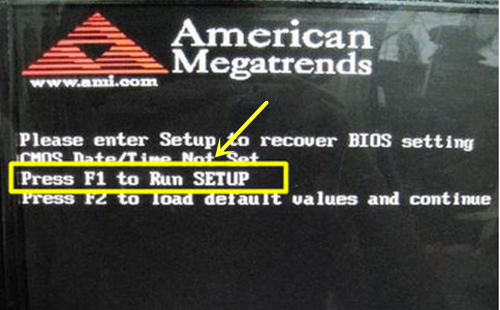 American
Megatrends
www.ami.com
Please enter Setup to recover BIOS setting
CMOS Date/Time Not Set
Press F1 to Run SETUP
Press F2 to load default values and continue